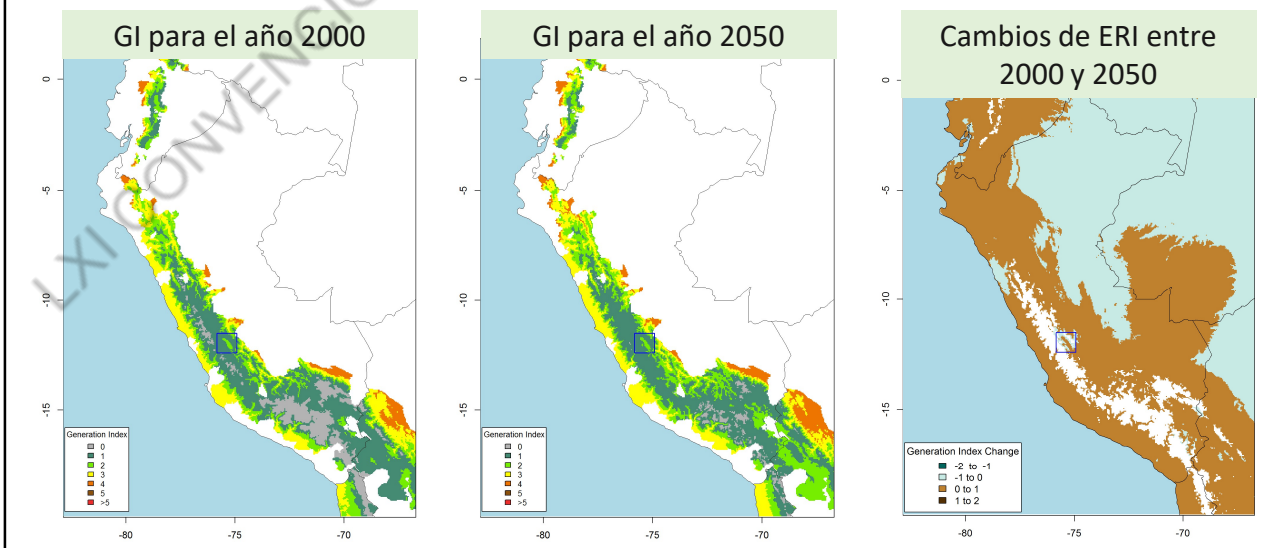 GI para el año 2000
GI para el año 2050
Cambios de ERI entre
2000 y 2050
LXI CONVENCIO
0
-5
-10
-15
-80
-75
-70
Generation Index
0
1
2
3
4
5
>5
0
-5
-10
-15
-80
-75
-70
Generation Index
0
1
2
3
4
5
>5
0
-5
-10
-15
-80
-75
-70
Generation Index Change
-2 to -1
-1 to 0
0 to 1
1 to 2